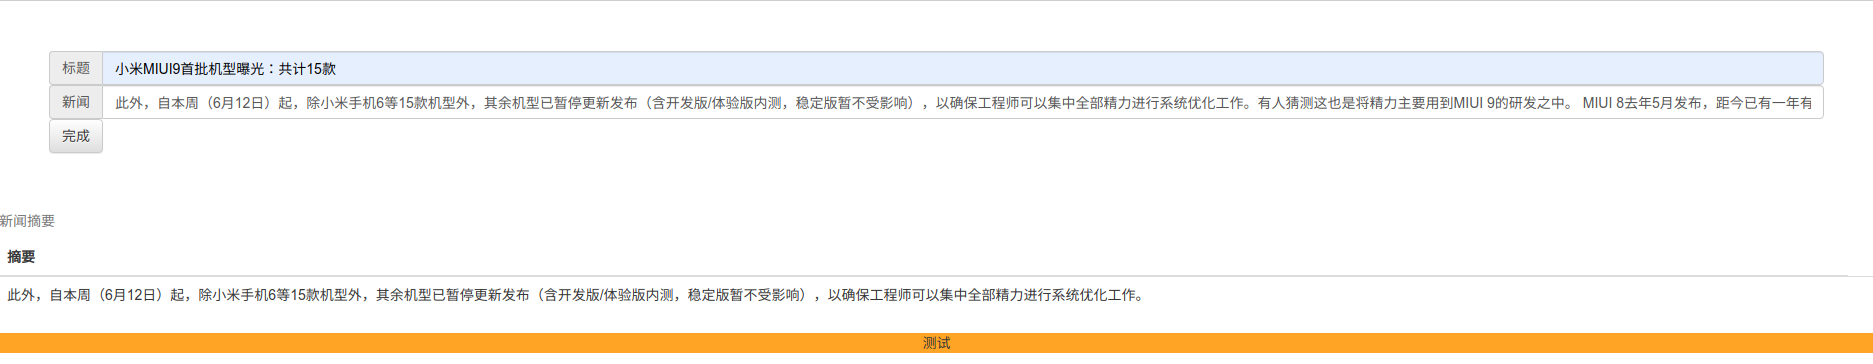 标题 小米MIUI9首批机型曝光：共计15款
新闻 此外，自本周（6月12日）起，除小米手机6等15款机型外，其余机型已暂停更新发布（含开发版/体验版内测，稳定版暂不受影响），以确保工程师可以集中全部精力进行系统优化工作。有人猜测这也是将精力主要用到MIUI 9的研发之中。 MIUI 8去年5月发布，距今已有一年有
完成
新闻摘要
摘要
此外，自本周（6月12日）起，除小米手机6等15款机型外，其余机型已暂停更新发布（含开发版/体验版内测，稳定版暂不受影响），以确保工程师可以集中全部精力进行系统优化工作。
测试